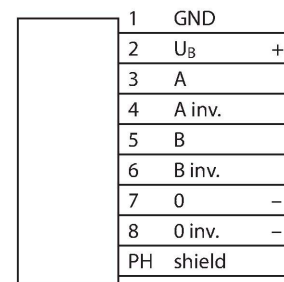 1 GND
2 U_B +
3 A
4 A inv.
5 B
6 B inv.
7 0 –
8 0 inv. –
PH shield